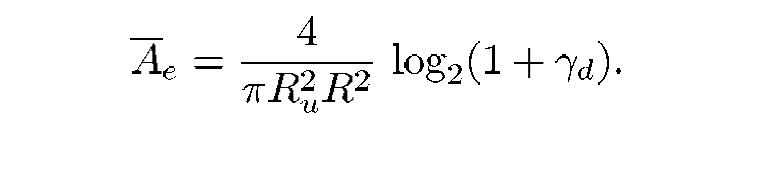 $\overline{A}_e = \frac{4}{\pi R_u^2 R^2} \log_2(1 + \gamma_d).$